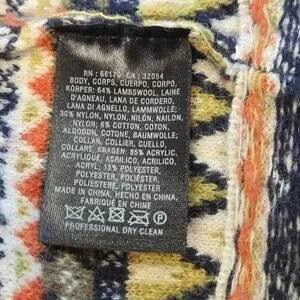 RN : 66170 CA : 32054
BODY, CORPS, CUERPO, CORPO,
KÖRPER: 64% LAMBSWOOL, LAINE
D'AGNEAU, LANA DE CORDERO,
LANA DI AGNELLO, LAMMWOLLE;
30% NYLON, NYLON, NILÓN, NAILON,
NYLON; 6% COTTON, COTON,
ALGODÓN, COTONE, BAUMWOLLE;
COLLAR, COLLIER, CUELLO,
COLLARE, KRAGEN: 85% ACRYLIC,
ACRYLIQUE, ACRÍLICO, ACRILICO,
ACRYL; 15% POLYESTER,
POLYESTER, POLIÉSTER,
POLIESTERE, POLYESTER
MADE IN CHINA, HECHO EN CHINA,
FABRIQUÉ EN CHINE
PROFESSIONAL DRY CLEAN